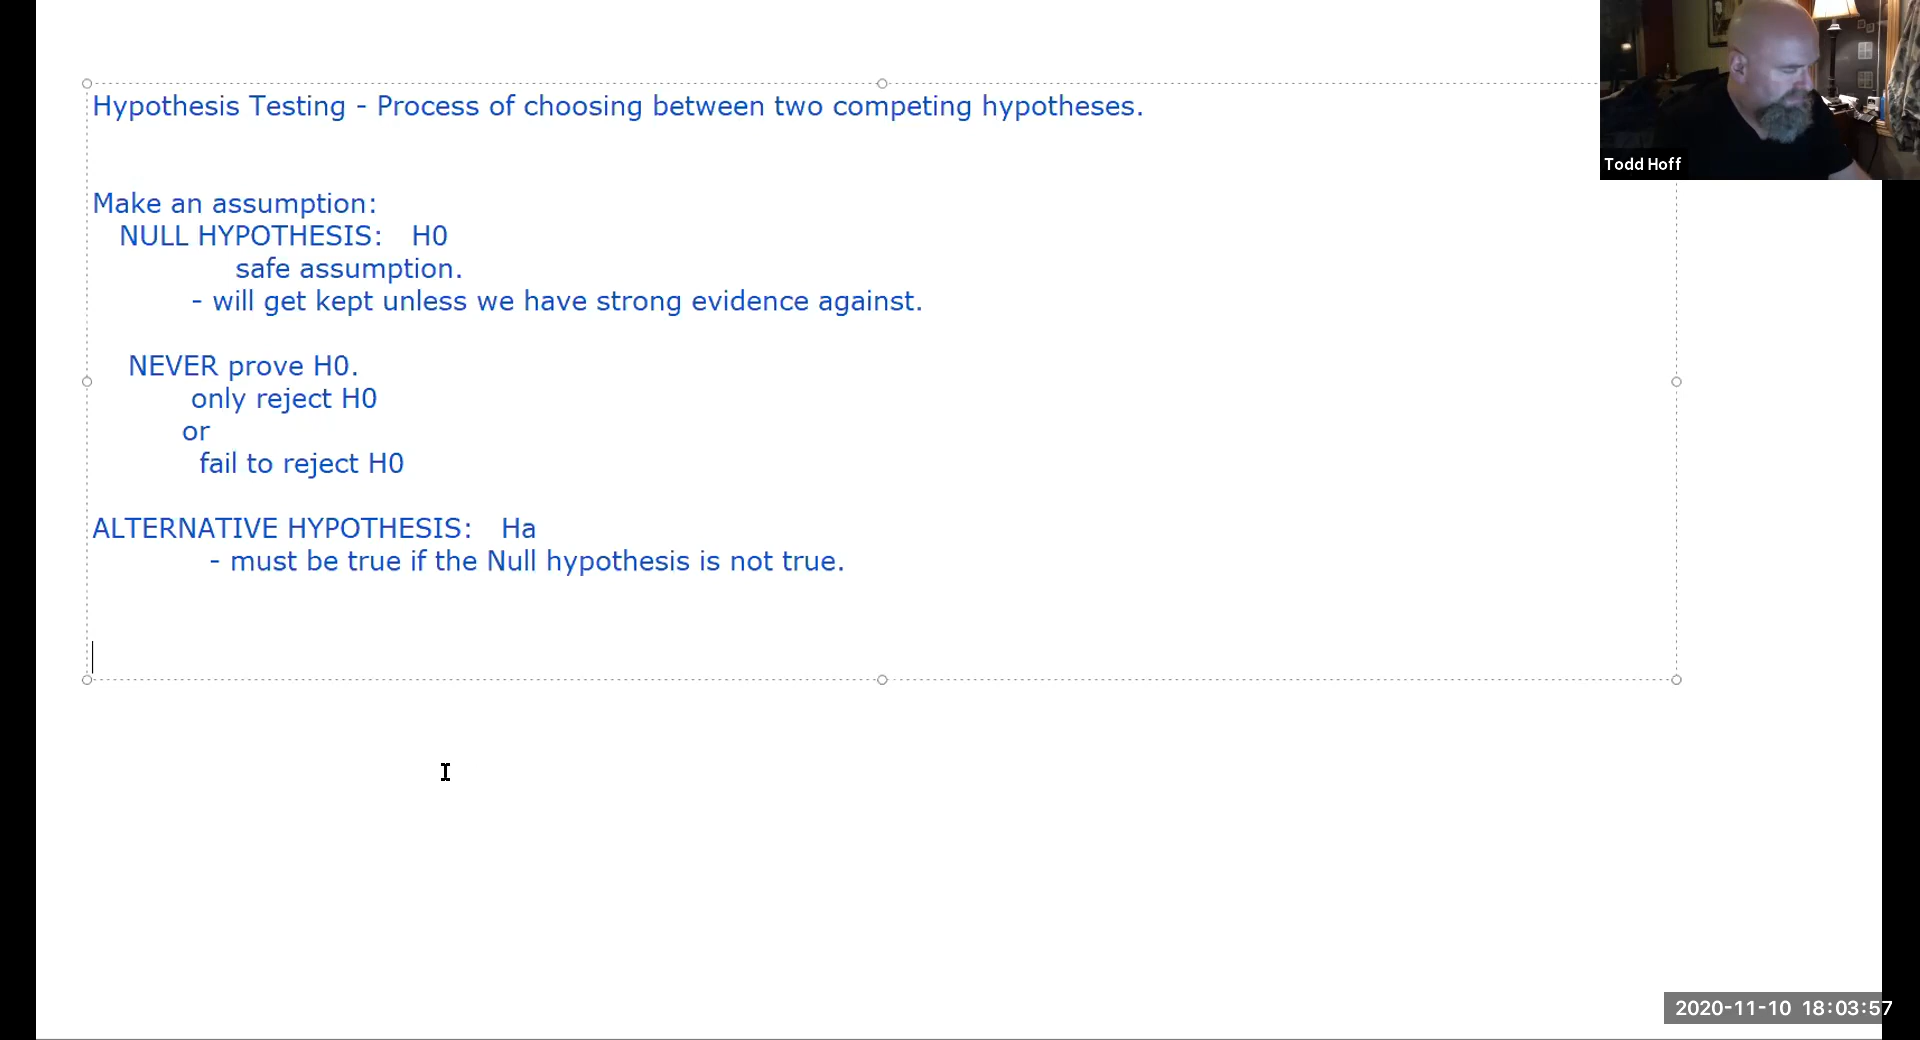 Hypothesis Testing - Process of choosing between two competing hypotheses.
Make an assumption:
NULL HYPOTHESIS: H0
safe assumption.
- will get kept unless we have strong evidence against.
NEVER prove H0.
only reject H0
or
fail to reject H0
ALTERNATIVE HYPOTHESIS: Ha
- must be true if the Null hypothesis is not true.
Todd Hoff
2020-11-10 18:03:57